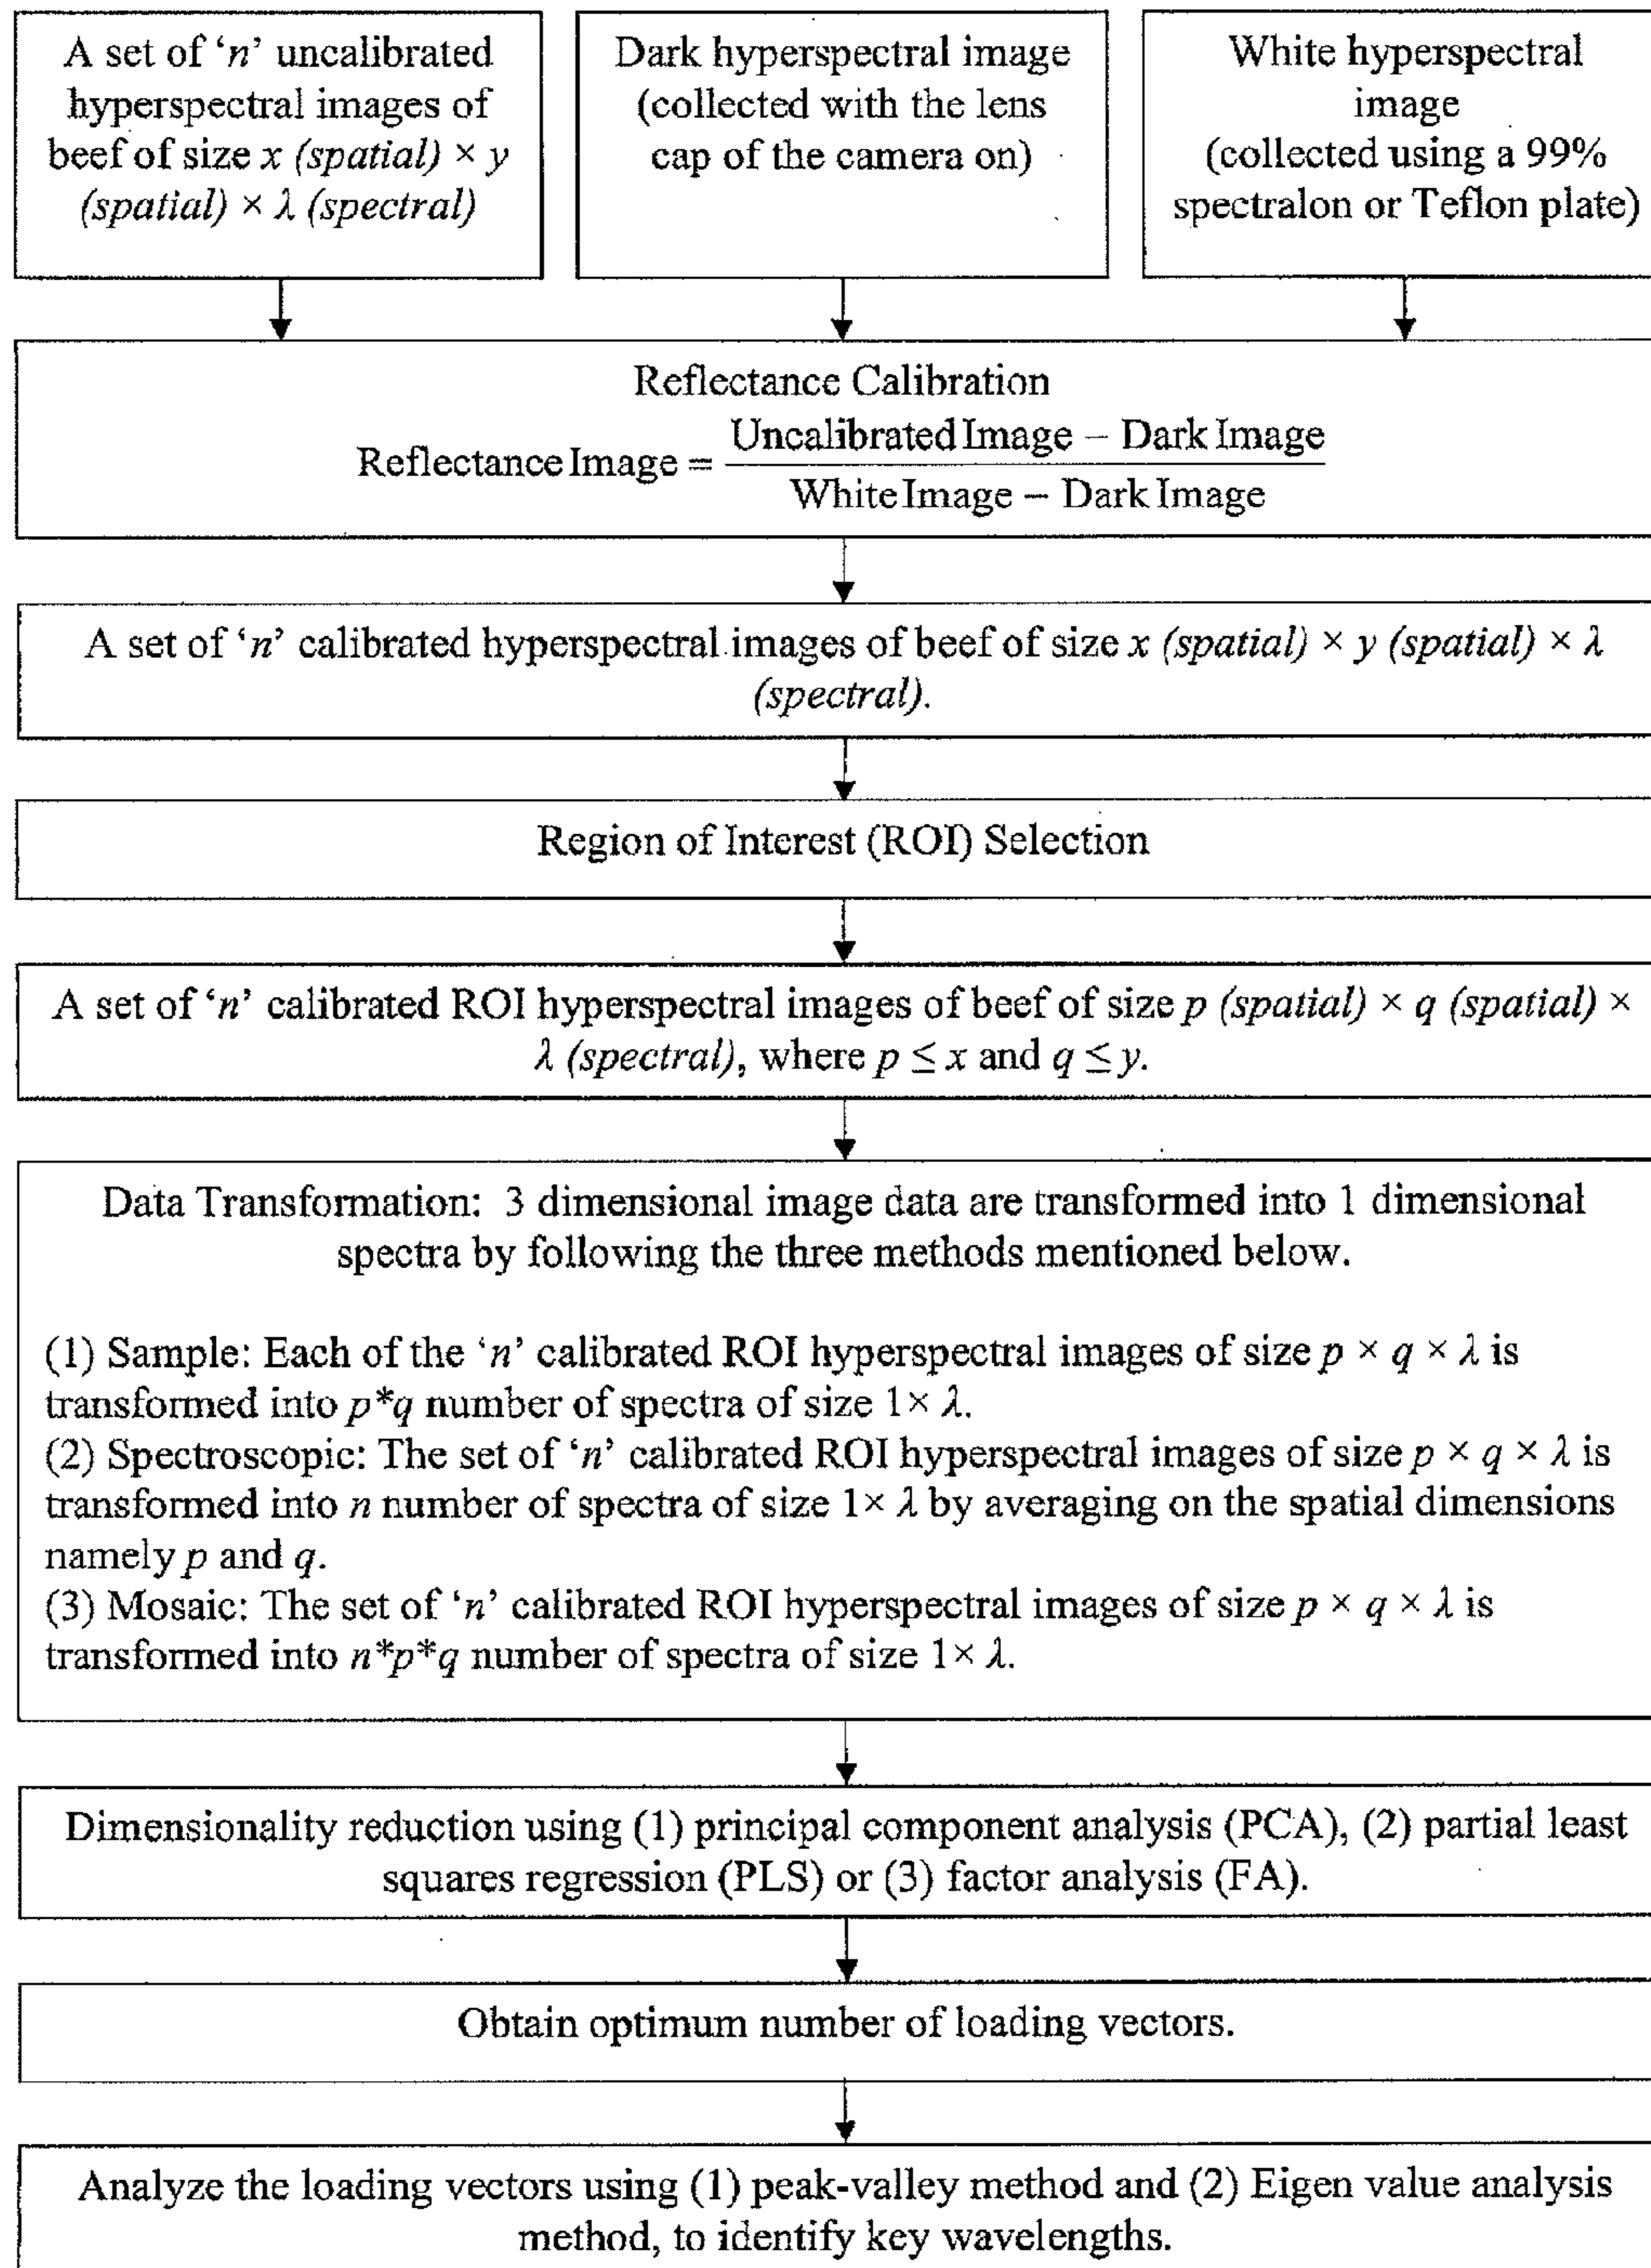 A set of ‘n’ uncalibrated
hyperspectral images of
beef of size x (spatial) × y
(spatial) × λ (spectral)
Dark hyperspectral image
(collected with the lens
cap of the camera on)
White hyperspectral
image
(collected using a 99%
spectralon or Teflon plate)
Reflectance Calibration
Reflectance Image = Uncalibrated Image – Dark Image
White Image – Dark Image
A set of ‘n’ calibrated hyperspectral images of beef of size x (spatial) × y (spatial) × λ
(spectral).
Region of Interest (ROI) Selection
A set of ‘n’ calibrated ROI hyperspectral images of beef of size p (spatial) × q (spatial) ×
λ (spectral), where p ≤ x and q ≤ y.
Data Transformation: 3 dimensional image data are transformed into 1 dimensional
spectra by following the three methods mentioned below.
(1) Sample: Each of the ‘n’ calibrated ROI hyperspectral images of size p × q × λ is
transformed into p*q number of spectra of size 1× λ.
(2) Spectroscopic: The set of ‘n’ calibrated ROI hyperspectral images of size p × q × λ is
transformed into n number of spectra of size 1× λ by averaging on the spatial dimensions
namely p and q.
(3) Mosaic: The set of ‘n’ calibrated ROI hyperspectral images of size p × q × λ is
transformed into n*p*q number of spectra of size 1× λ.
Dimensionality reduction using (1) principal component analysis (PCA), (2) partial least
squares regression (PLS) or (3) factor analysis (FA).
Obtain optimum number of loading vectors.
Analyze the loading vectors using (1) peak-valley method and (2) Eigen value analysis
method, to identify key wavelengths.